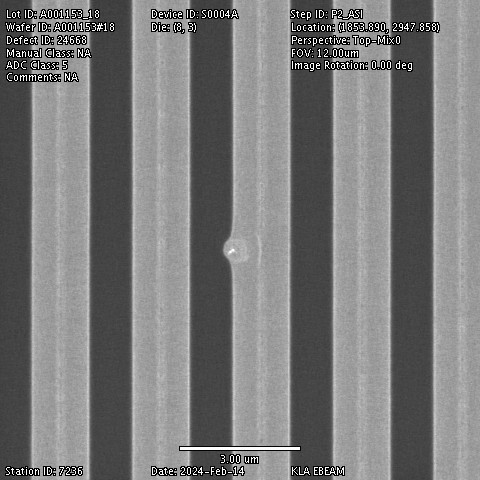 Lot ID: A001153_18
Wafer ID: A001153#18
Defect ID: 24668
Manual Class: NA
ADC Class: 5
Comments: NA
Device ID: S0004A
Die: (8, 3)
Step ID: P2_ASI
Location: (1853.890, 2947.858)
Perspective: Top-Mix0
FOV: 12.00um
Image Rotation: 0.00 deg
3.00 um
Station ID: 7236
Date: 2024-Feb-14
KLA EBEAM